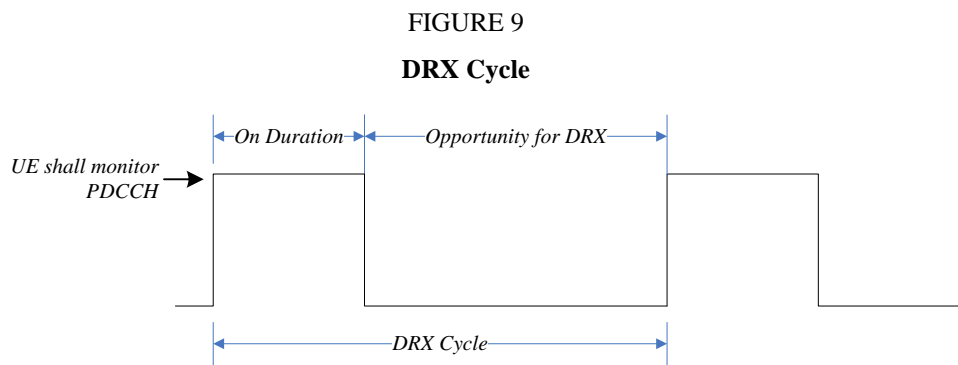 FIGURE 9
DRX Cycle
On Duration
Opportunity for DRX
UE shall monitor
PDCCH
DRX Cycle